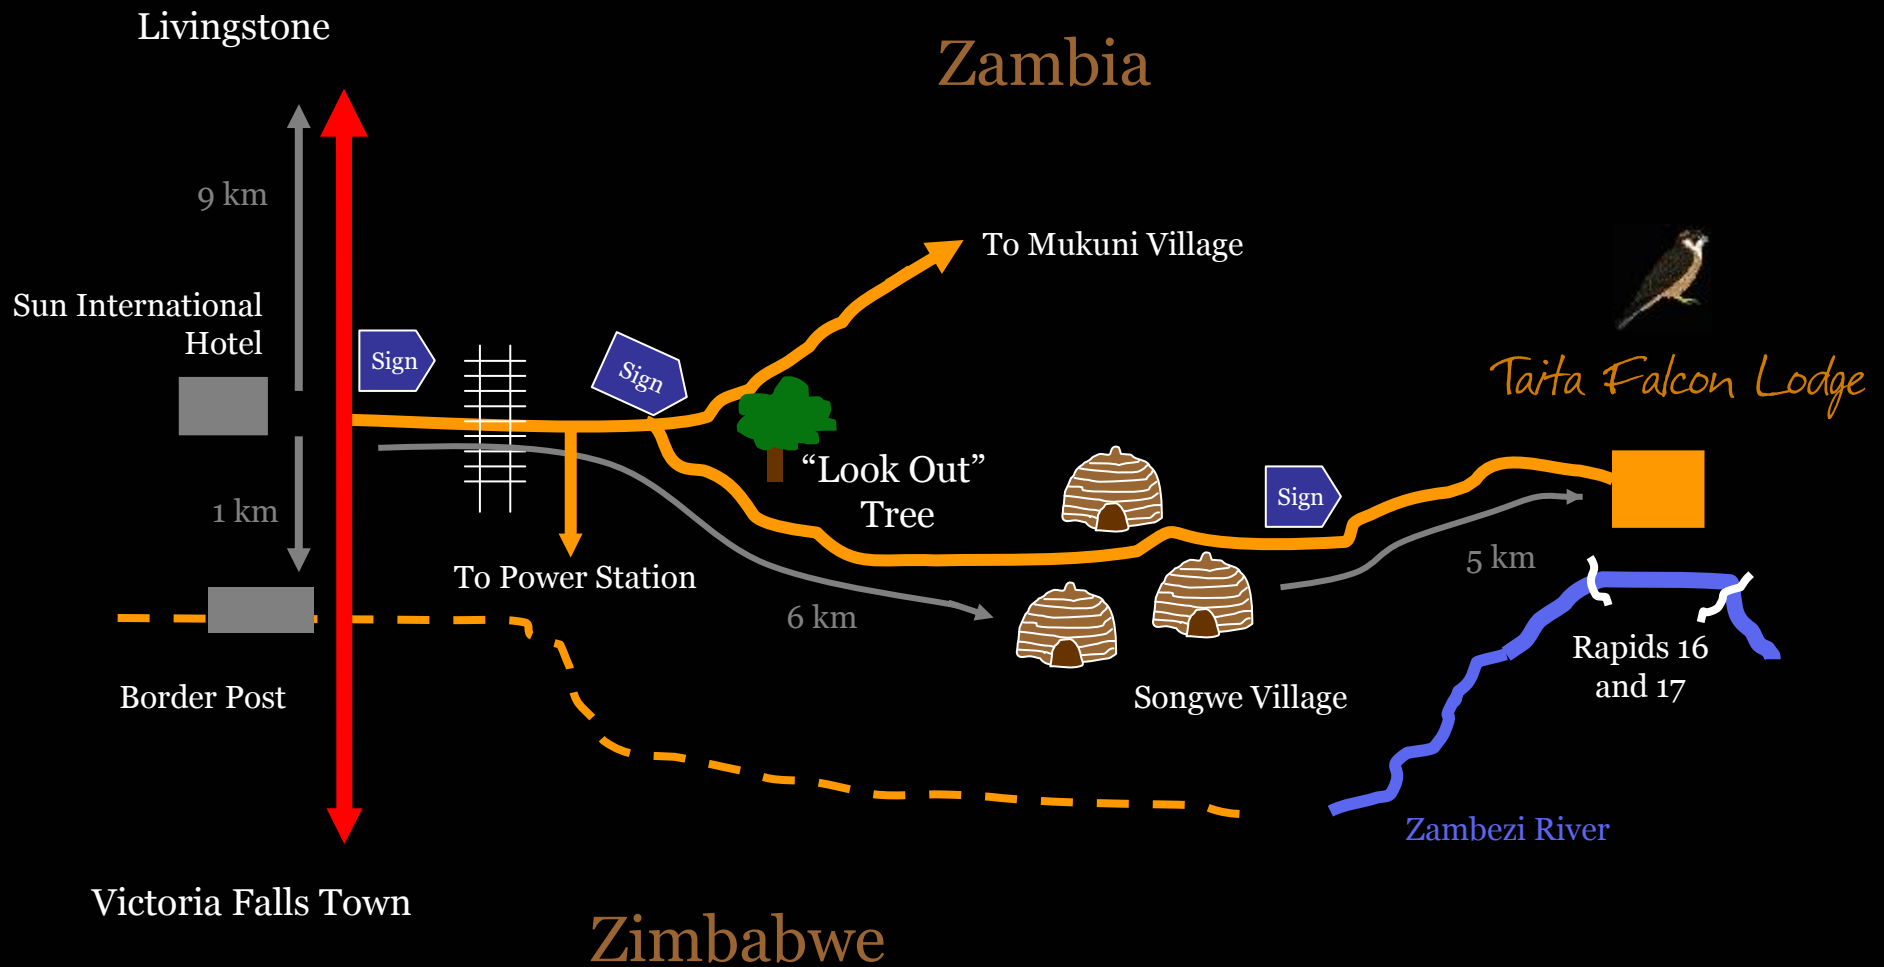 Livingstone
Zambia
9 km
To Mukuni Village
Sun International
Hotel
Sign
Sign
Taita Falcon Lodge
"Look Out"
Tree
Sign
1 km
To Power Station
5 km
6 km
Rapids 16
and 17
Border Post
Songwe Village
Zambezi River
Victoria Falls Town
Zimbabwe